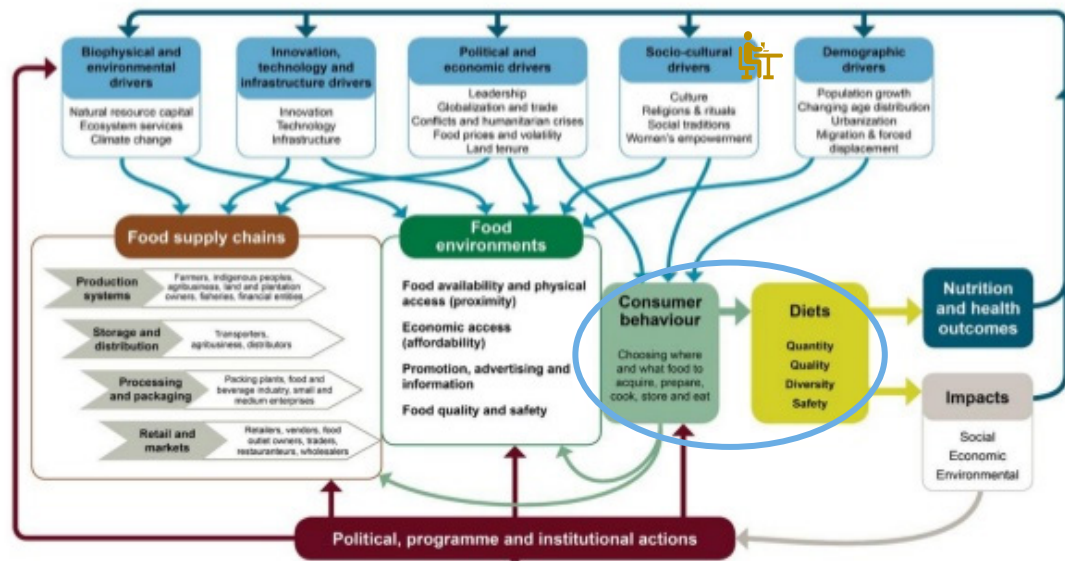 Biophysical and
environmental
drivers
Natural resource capital
Ecosystem services
Climate change
Innovation,
technology and
infrastructure drivers
Innovation
Technology
Infrastructure
Political and
economic drivers
Leadership
Globalization and trade
Conflicts and humanitarian crises
Food prices and volatility
Land tenure
Socio-cultural
drivers
Culture
Religions & rituals
Social traditions
Women's empowerment
Demographic
drivers
Population growth
Changing age distribution
Urbanization
Migration & forced
displacement
Food supply chains
Production
systems
Farmers, indigenous peoples,
agribusiness, land and plantation
owners, fisheries, financial entities
Storage and
distribution
Transporters,
agribusiness, distributors
Processing
and packaging
Packing plants, food and
beverage industry, small and
medium enterprises
Retail and
markets
Retailers, vendors, food
outlet owners, traders,
restauranteurs, wholesalers
Food
environments
Food availability and physical
access (proximity)
Economic access
(affordability)
Promotion, advertising and
information
Food quality and safety
Consumer
behaviour
Choosing where
and what food to
acquire, prepare,
cook, store and eat
Diets
Quantity
Quality
Diversity
Safety
Nutrition
and health
outcomes
Impacts
Social
Economic
Environmental
Political, programme and institutional actions